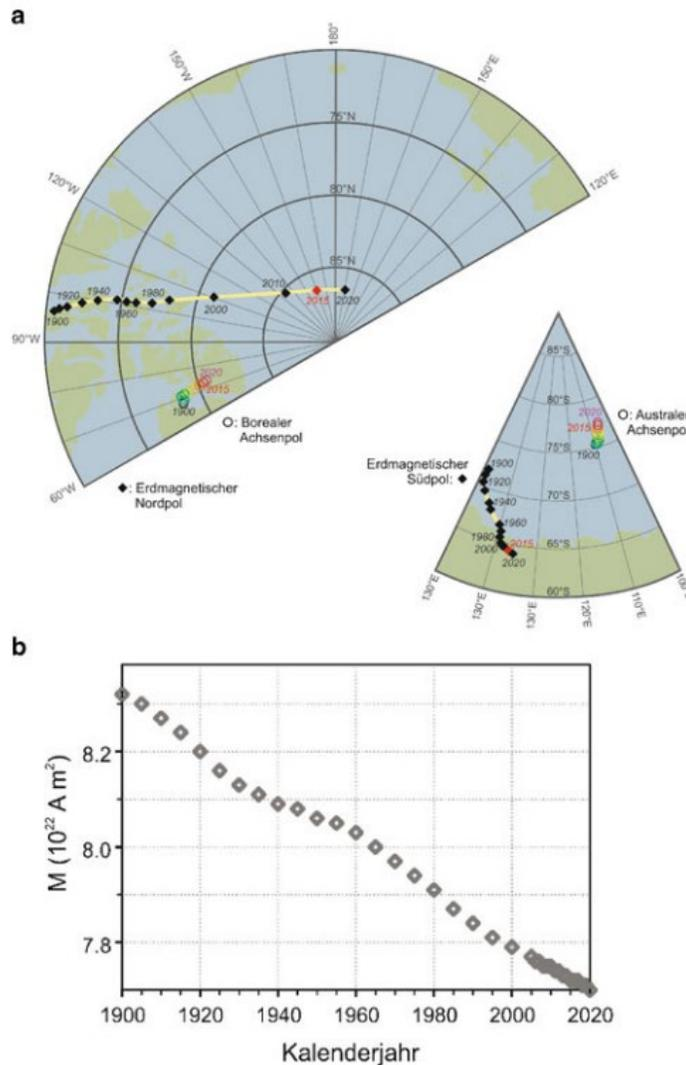 a
180°
150°W
150°E
75°N
120°W
80°N
120°E
85°N
1920
1940
1980
2010
1900
1960
2000
2015
2020
90°W
2020
2015
1900
60°W
O: Borealer
Achsenpol
◆: Erdmagnetischer
Nordpol
85°S
80°S
2020
2015
1900
O: Australer
Achsenpol
75°S
Erdmagnetischer
Südpol: ◆
1900
1920
70°S
1940
1960
1980
2015
65°S
2000
2020
60°S
130°E
130°E
130°E
120°E
110°E
b
M (10²² A m²)
8.2
8.0
7.8
1900
1920
1940
1960
1980
2000
2020
Kalenderjahr